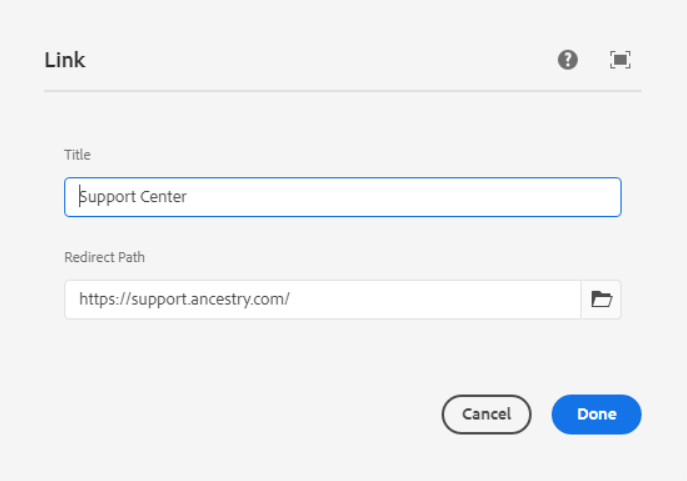 Link
Title
Support Center
Redirect Path
https://support.ancestry.com/
Cancel Done